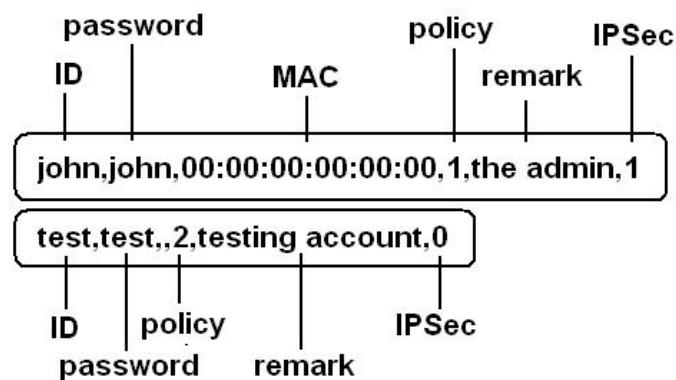 password policy IPSec
ID MAC remark
john,john,00:00:00:00:00:00,1,the admin,1
test,test,,2,testing account,0
ID policy IPSec
password remark